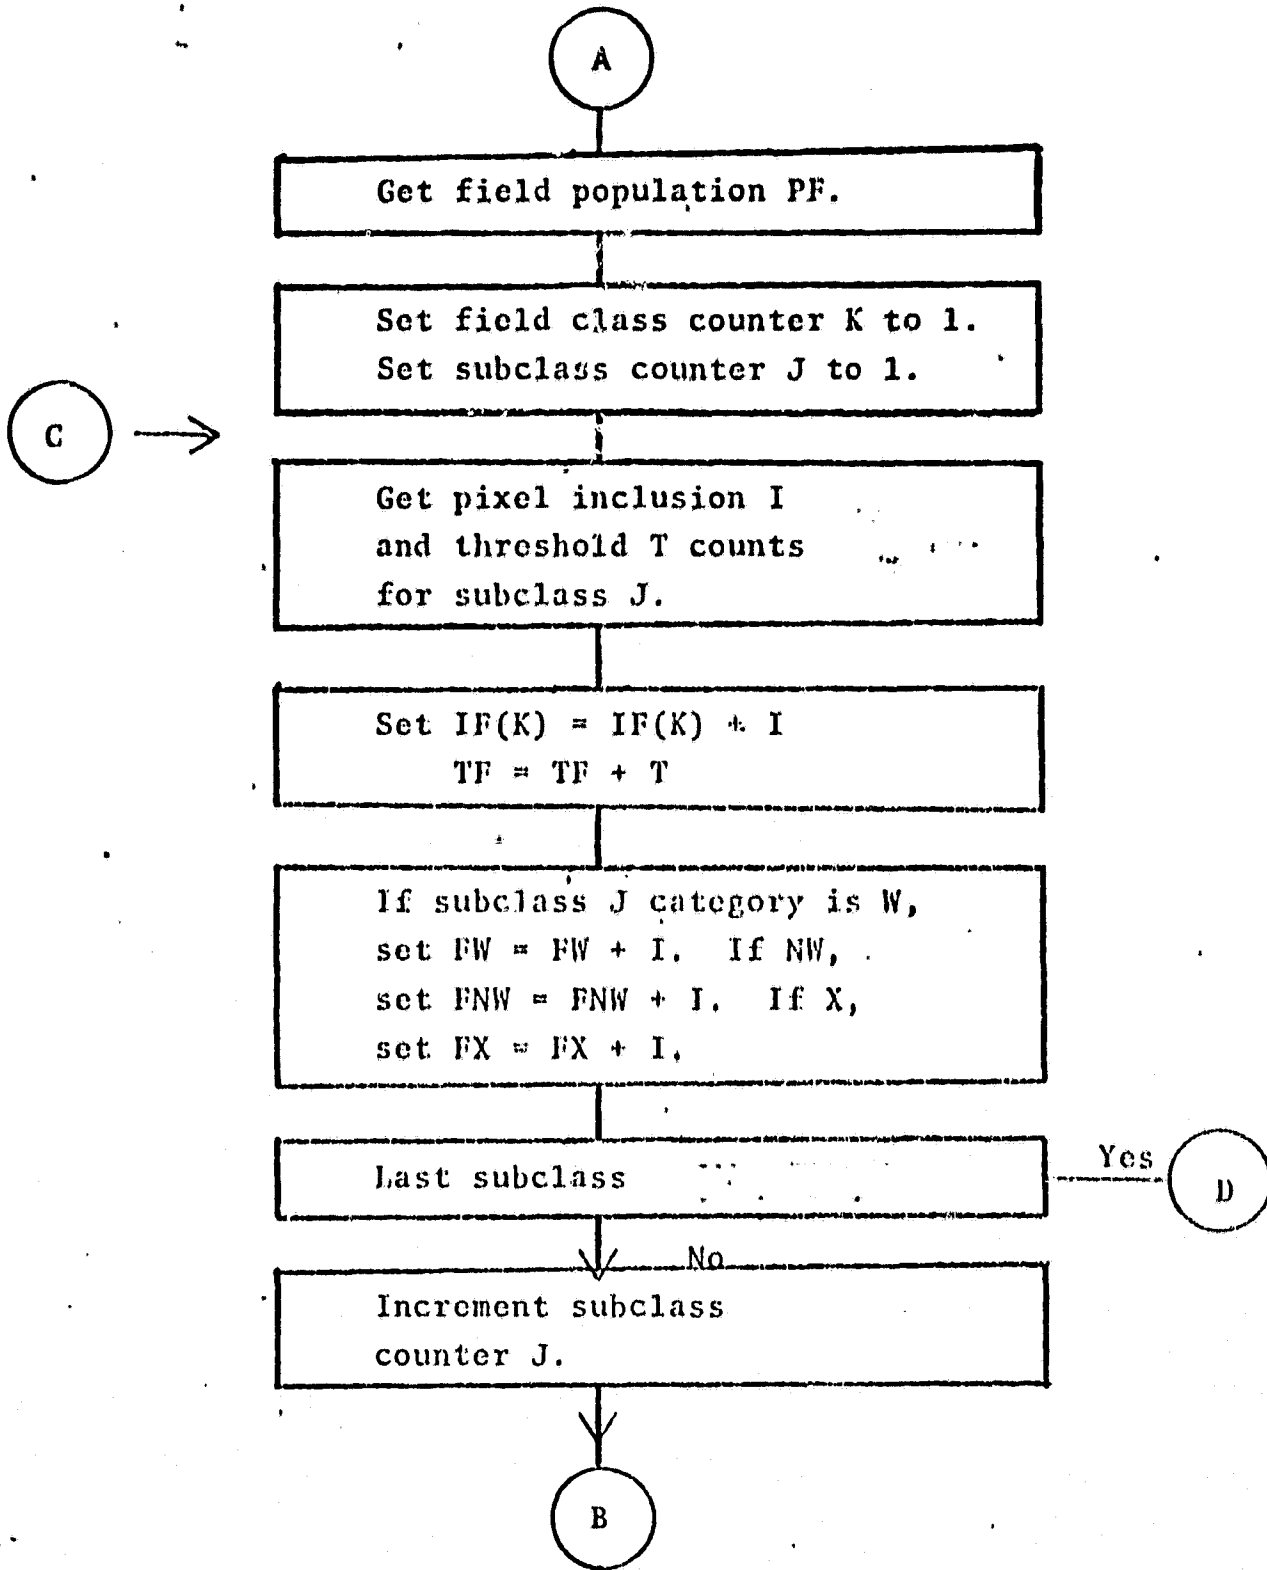 A
Get field population PF.
Set field class counter K to 1.
Set subclass counter J to 1.
C
Get pixel inclusion I
and threshold T counts
for subclass J.
Set IF(K) = IF(K) + I
TF = TF + T
If subclass J category is W,
set FW = FW + I. If NW,
set FNW = FNW + I. If X,
set FX = FX + I.
Last subclass
Yes
D
No
Increment subclass
counter J.
B